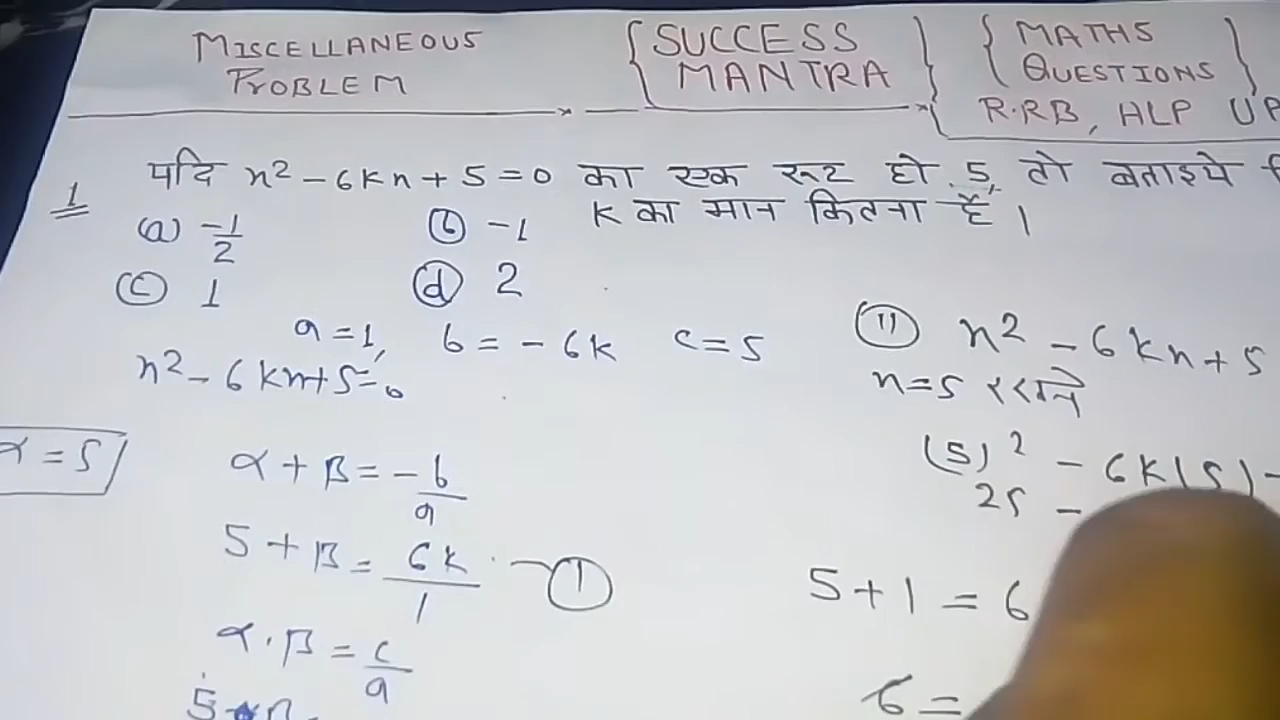 MISCELLANEOUS
PROBLEM
SUCCESS
MANTRA
MATHS
QUESTIONS
R.RB, HLP UP
1 यदि x² - 6kx + 5 = 0 का एक रूट हो 5, तो बताइये
k का मान कितना है।
(a) -1/2 (b) -1
(c) 1 (d) 2
a = 1, b = -6k c = 5
x² - 6kx + 5 = 0
α = 5
α + β = -b/a
5 + β = 6k/1 - (1)
α . β = c/a
(11) x² - 6kx + 5
x = 5 रखने
(5)² - 6k(5) -
25 -
5 + 1 = 6
6 =